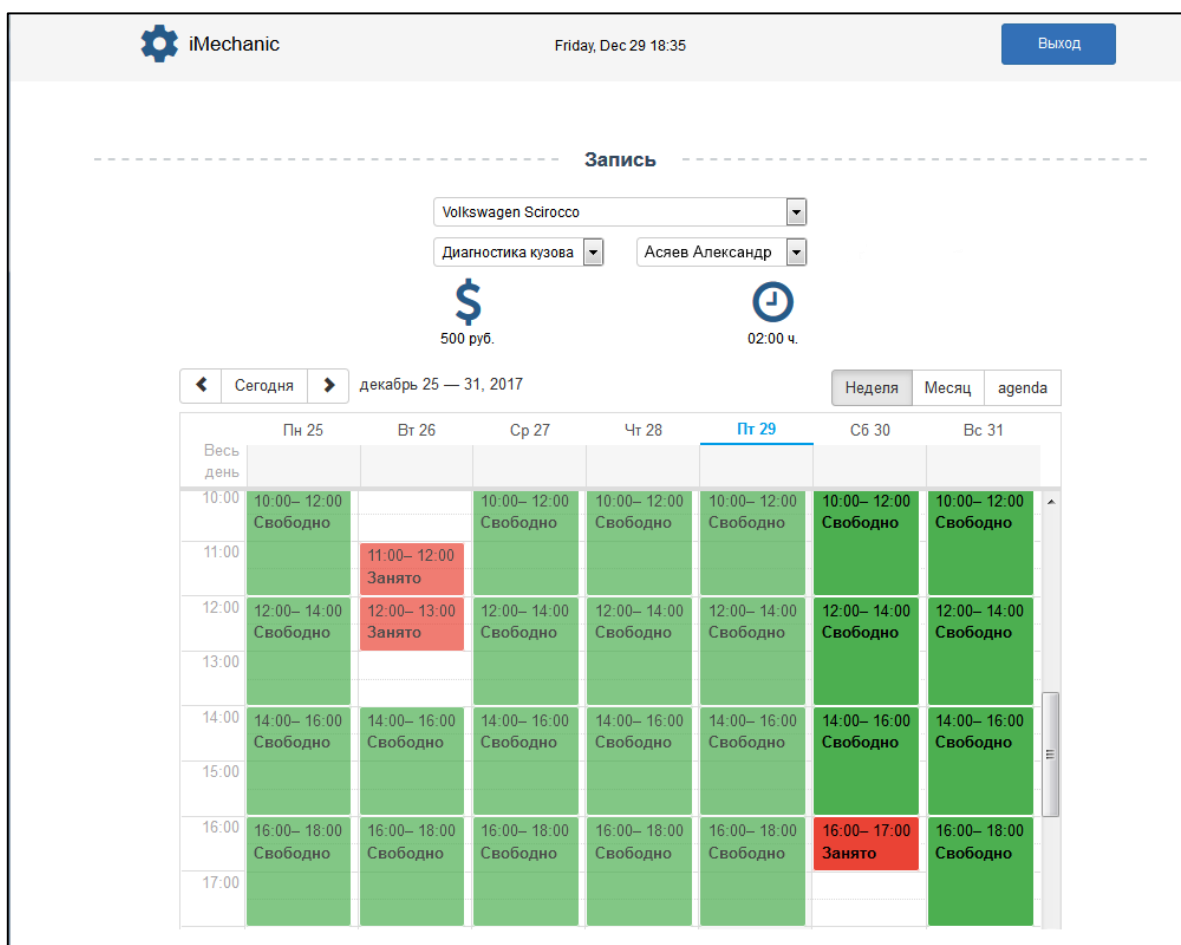 iMechanic
Friday, Dec 29 18:35
Выход
Запись
Volkswagen Scirocco
Диагностика кузова
Асяев Александр
500 руб.
02:00 ч.
Сегодня
декабрь 25 — 31, 2017
Неделя Месяц agenda
Пн 25 Вт 26 Ср 27 Чт 28 Пт 29 Сб 30 Вс 31
Весь
день
10:00 10:00– 12:00 10:00– 12:00 10:00– 12:00 10:00– 12:00 10:00– 12:00 10:00– 12:00
Свободно Свободно Свободно Свободно Свободно Свободно
11:00 11:00– 12:00
Занято
12:00 12:00– 14:00 12:00– 13:00 12:00– 14:00 12:00– 14:00 12:00– 14:00 12:00– 14:00 12:00– 14:00
Свободно Занято Свободно Свободно Свободно Свободно Свободно
13:00
14:00 14:00– 16:00 14:00– 16:00 14:00– 16:00 14:00– 16:00 14:00– 16:00 14:00– 16:00 14:00– 16:00
Свободно Свободно Свободно Свободно Свободно Свободно Свободно
15:00
16:00 16:00– 18:00 16:00– 18:00 16:00– 18:00 16:00– 18:00 16:00– 18:00 16:00– 17:00 16:00– 18:00
Свободно Свободно Свободно Свободно Свободно Занято Свободно
17:00